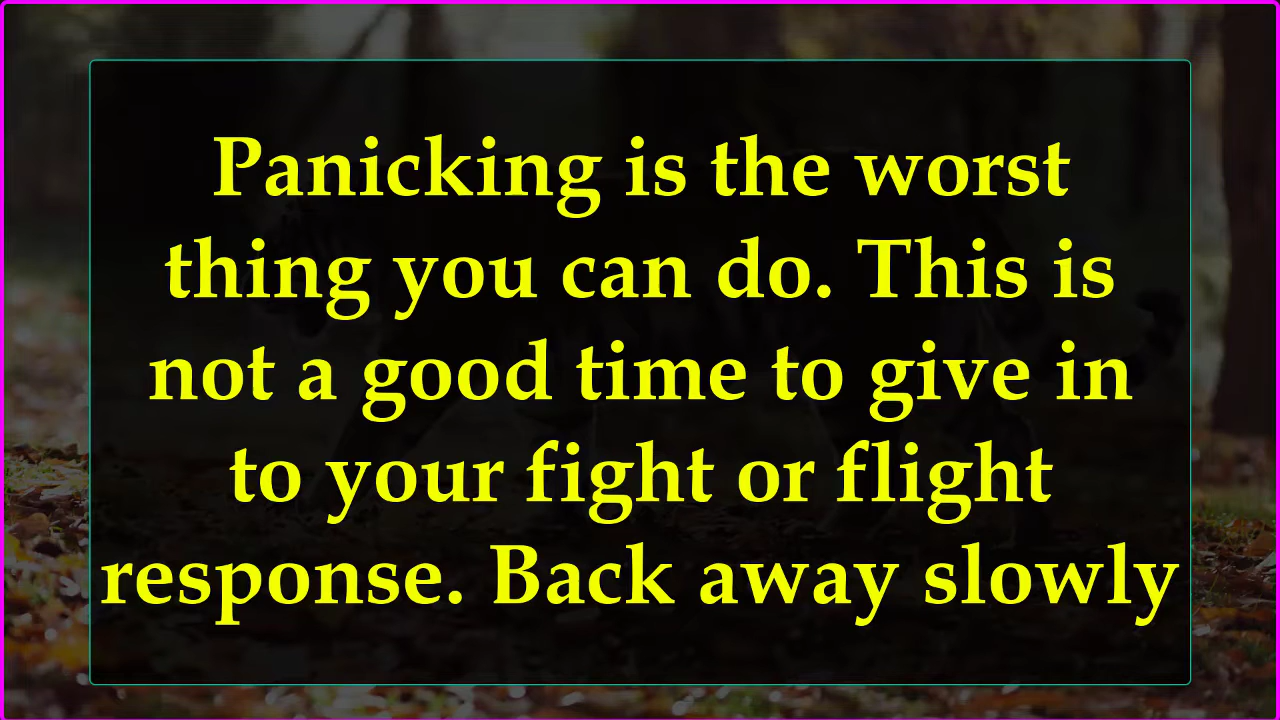 Panicking is the worst
thing you can do. This is
not a good time to give in
to your fight or flight
response. Back away slowly